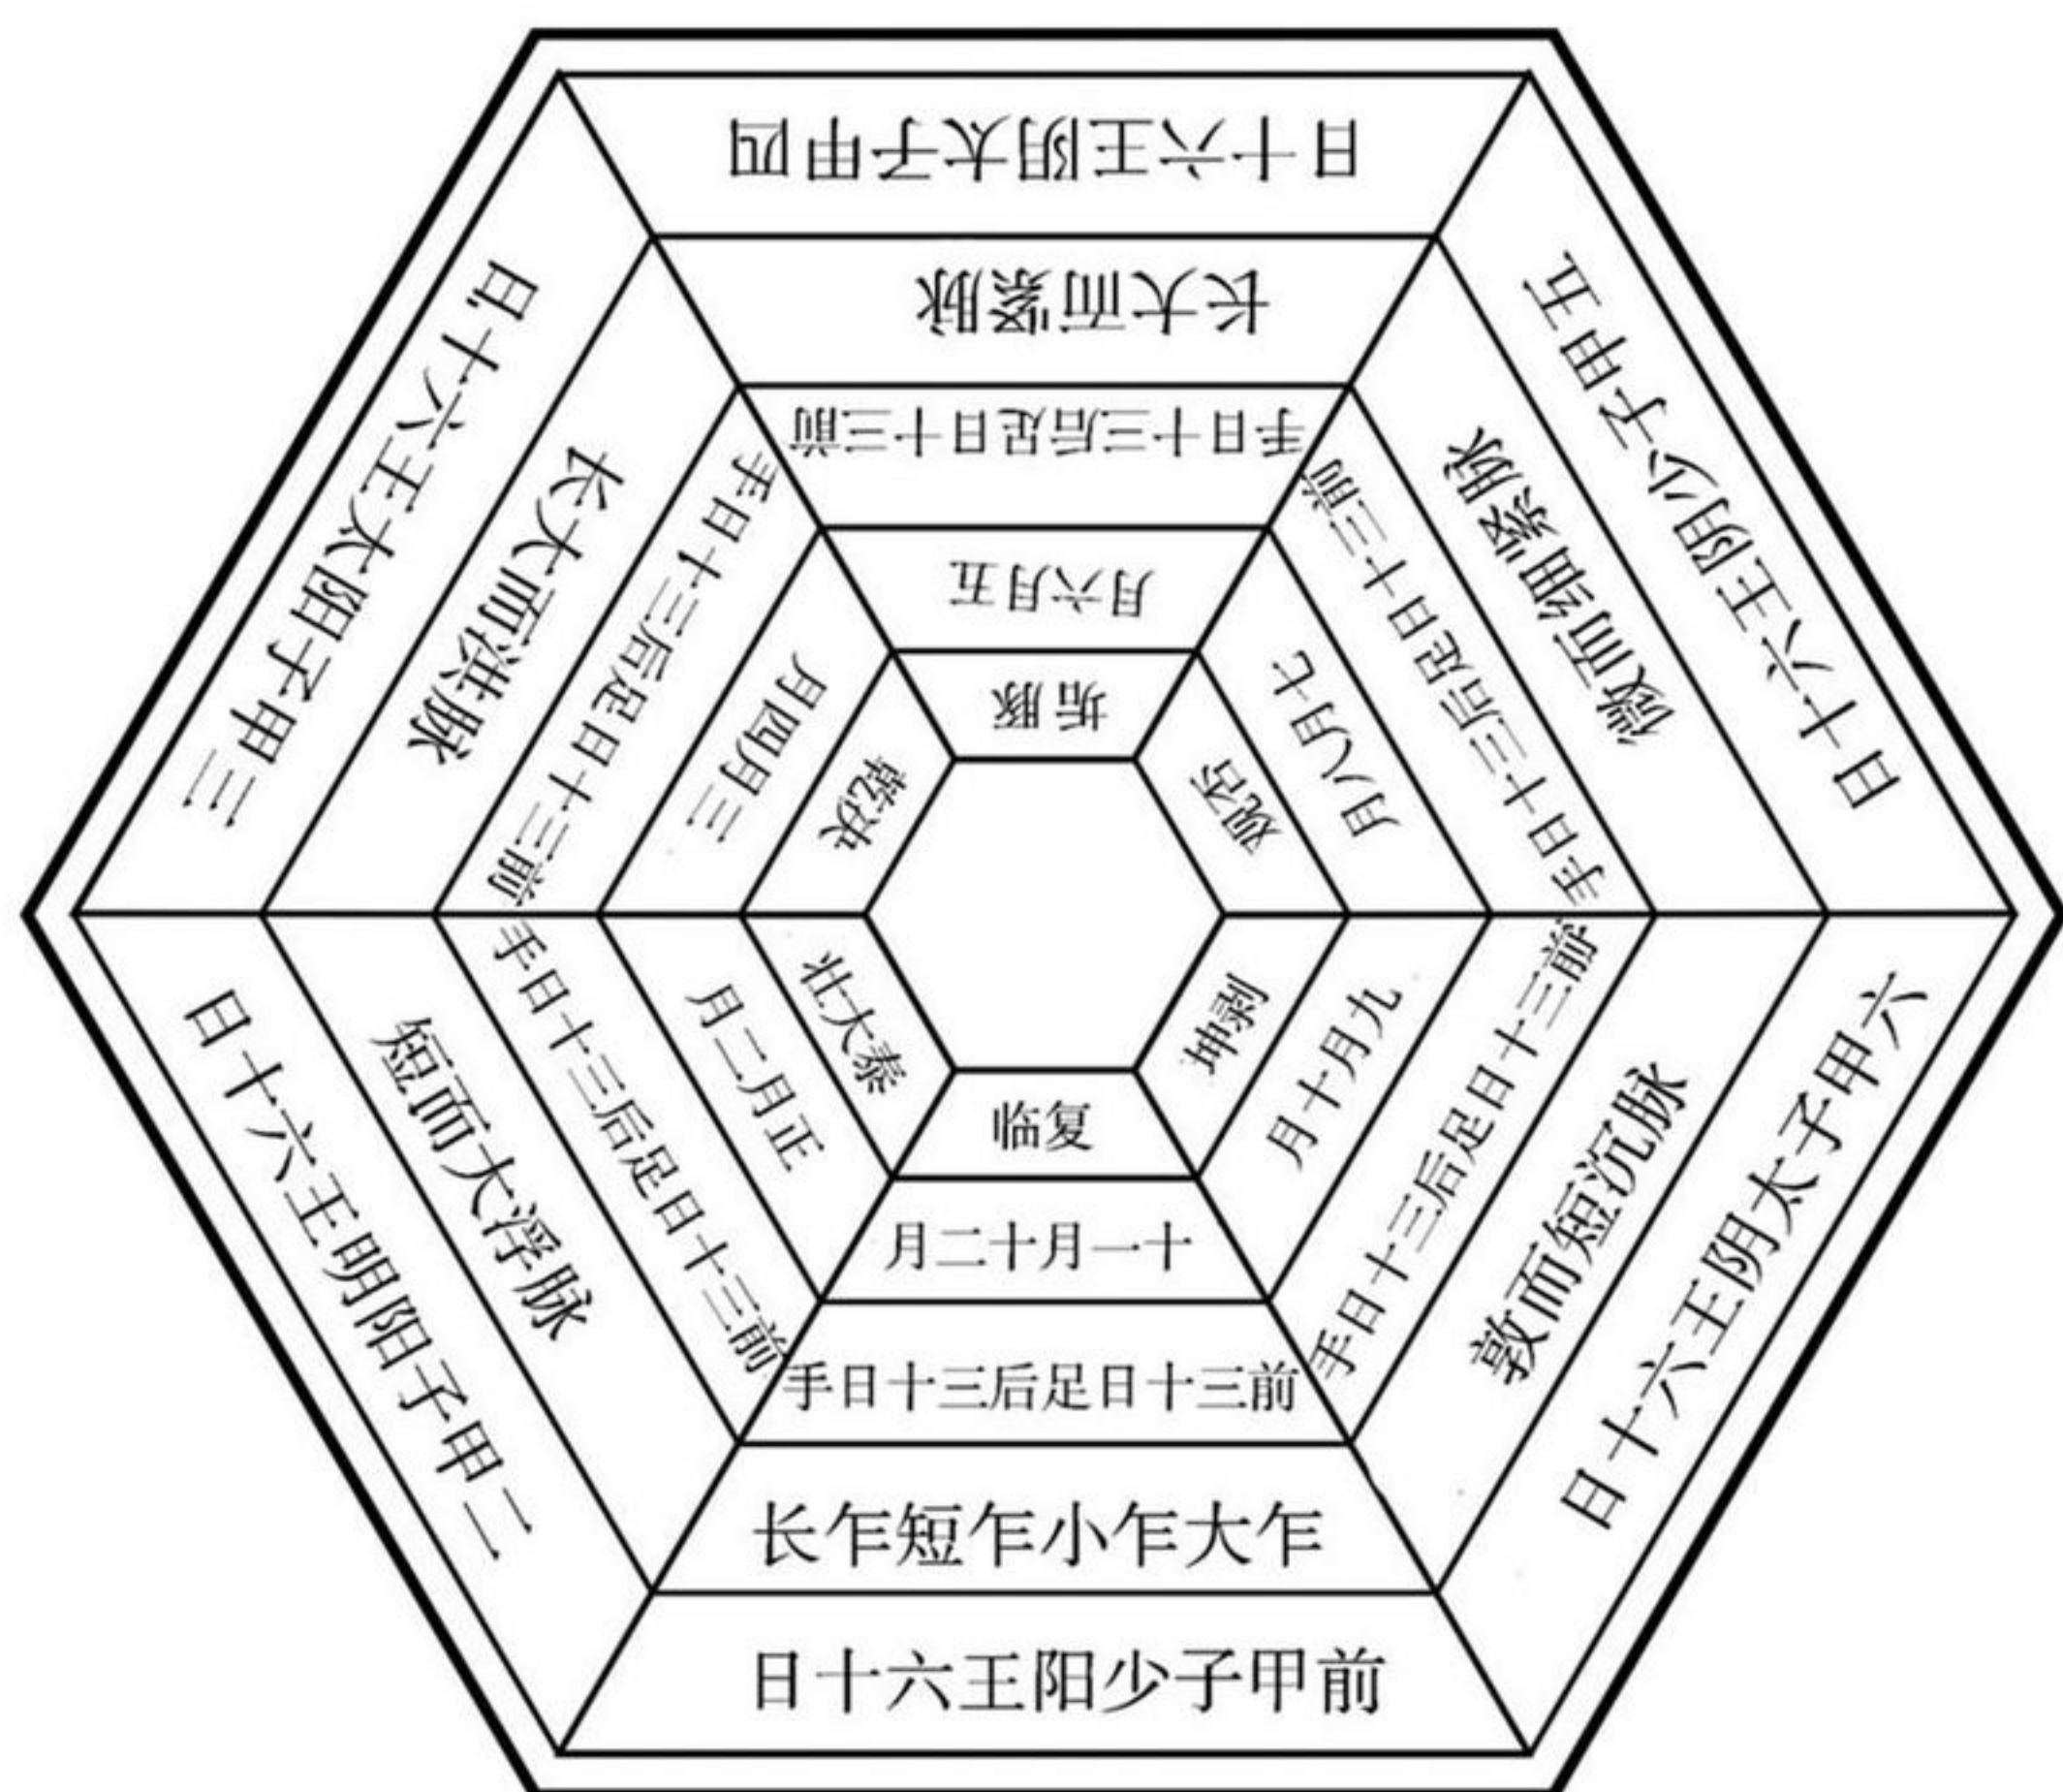 四甲子太阴王六十日
脉紧而大长
前三十日足后三十日手
五月六月
豚垢
五甲子少阴王六十日
脉紧细而微
前三十日足后三十日手
七月八月
否观
六甲子太阴王六十日
脉沉短而敦
前三十日足后三十日手
九月十月
剥坤
前甲子少阳王六十日
乍大乍小乍短乍长
前三十日足后三十日手
十一月十二月
复临
二甲子阳明王六十日
脉浮大而短
前三十日足后三十日手
正月二月
泰大壮
三甲子阳太王六十日
脉洪而大长
前三十日足后三十日手
三月四月
决乾